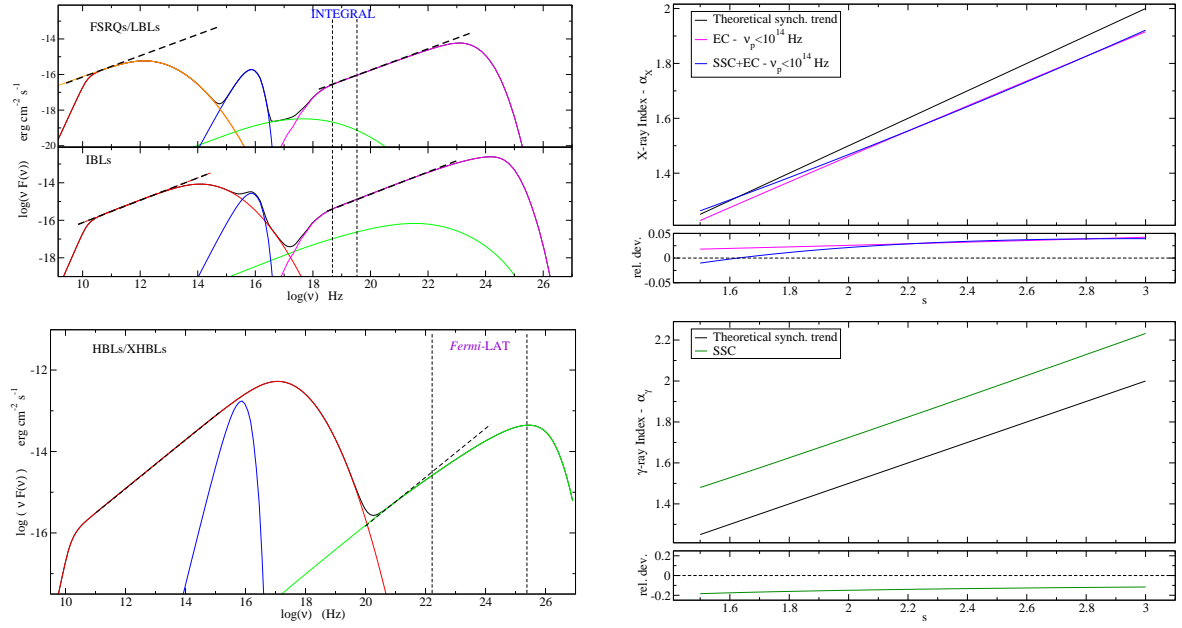 FSRQs/LBLs
INTEGRAL
-14
-16
-18
-20
erg cm⁻² s⁻¹
IBLs
-14
-16
-18
log(ν F(ν))
10 12 14 16 18 20 22 24 26
log(ν) Hz
2
1.8
1.6
1.4
X-ray Index - α_X
Theoretical synch. trend
EC - ν_p<10¹⁴ Hz
SSC+EC - ν_p<10¹⁴ Hz
0.05
0
-0.05
rel. dev.
1.6 1.8 2 2.2 2.4 2.6 2.8 3
s
HBLs/XHBLs
Fermi-LAT
-12
-14
-16
log ( ν F(ν) ) erg cm⁻² s⁻¹
10 12 14 16 18 20 22 24 26
log(ν) (Hz)
2.2
2
1.8
1.6
1.4
γ-ray Index - α_γ
Theoretical synch. trend
SSC
0.2
0
-0.2
rel. dev.
1.6 1.8 2 2.2 2.4 2.6 2.8 3
s